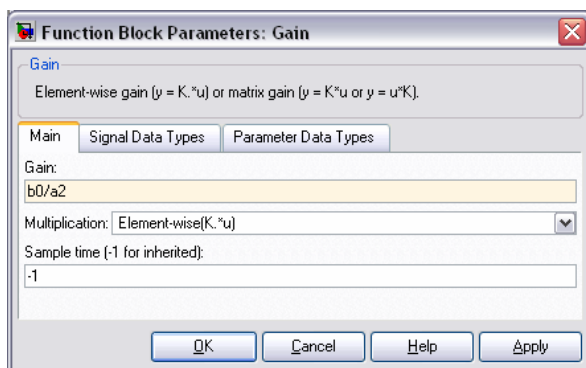 Function Block Parameters: Gain
Gain
Element-wise gain (y = K.*u) or matrix gain (y = K*u or y = u*K).
Main Signal Data Types Parameter Data Types
Gain:
b0/a2
Multiplication: Element-wise(K.*u)
Sample time (-1 for inherited):
-1
OK Cancel Help Apply